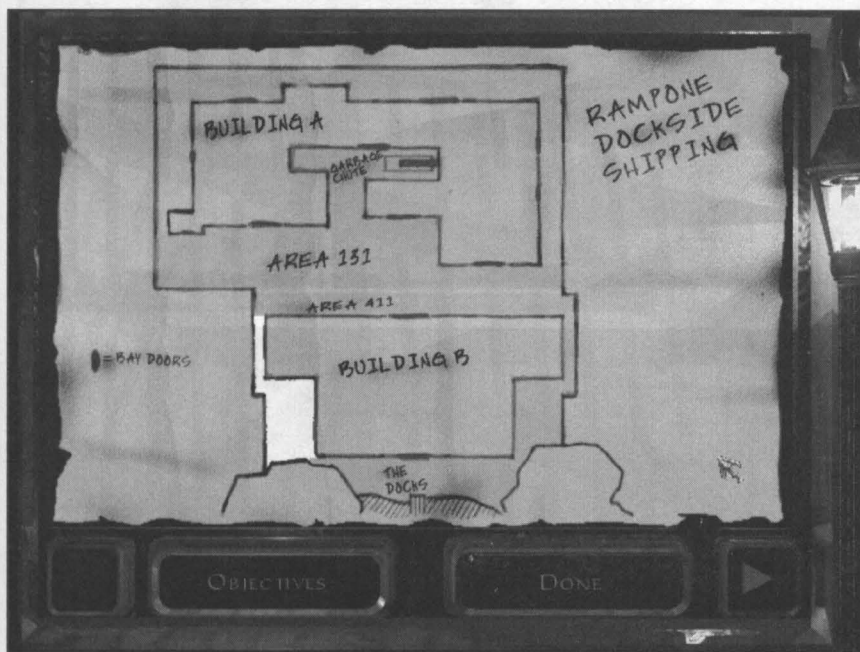 RAMPONE
DOCKSIDE
SHIPPING
BUILDING A
GARBAGE
CHUTE
AREA 131
AREA 411
= BAY DOORS
BUILDING B
THE
DOCKS
OBJECTIVES
DONE